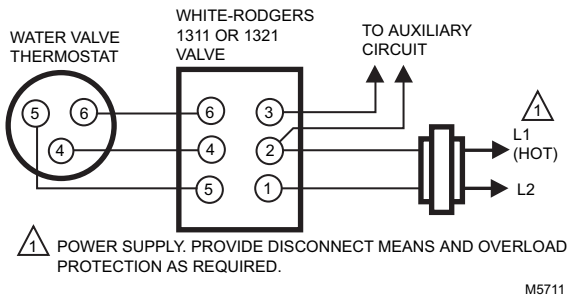 WATER VALVE
THERMOSTAT
WHITE-RODGERS
1311 OR 1321
VALVE
TO AUXILIARY
CIRCUIT
5
6
4
6
3
4
2
5
1
1
L1
(HOT)
L2
1 POWER SUPPLY. PROVIDE DISCONNECT MEANS AND OVERLOAD
PROTECTION AS REQUIRED.
M5711